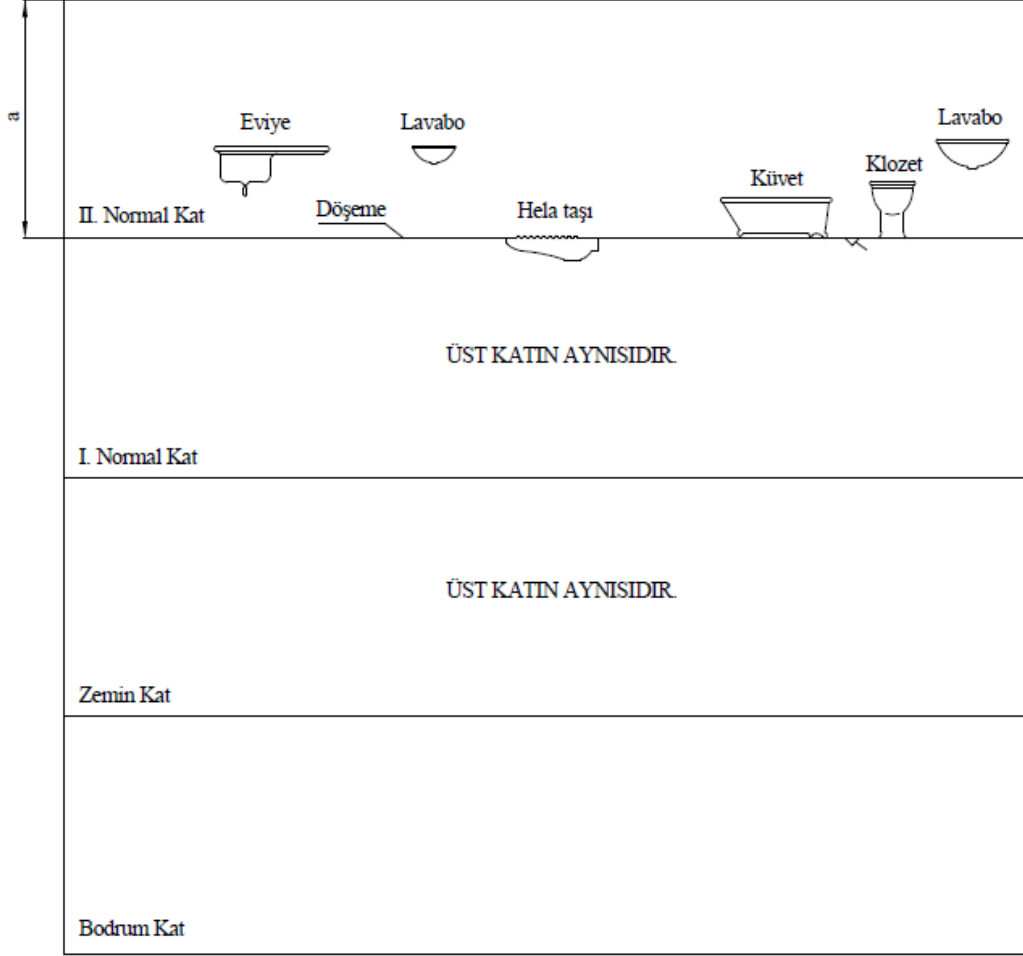 a
Eviye
Lavabo
Lavabo
Klozet
Küvet
II. Normal Kat
Döşeme
Hela taşı
ÜST KATIN AYNISIDIR.
I. Normal Kat
ÜST KATIN AYNISIDIR.
Zemin Kat
Bodrum Kat